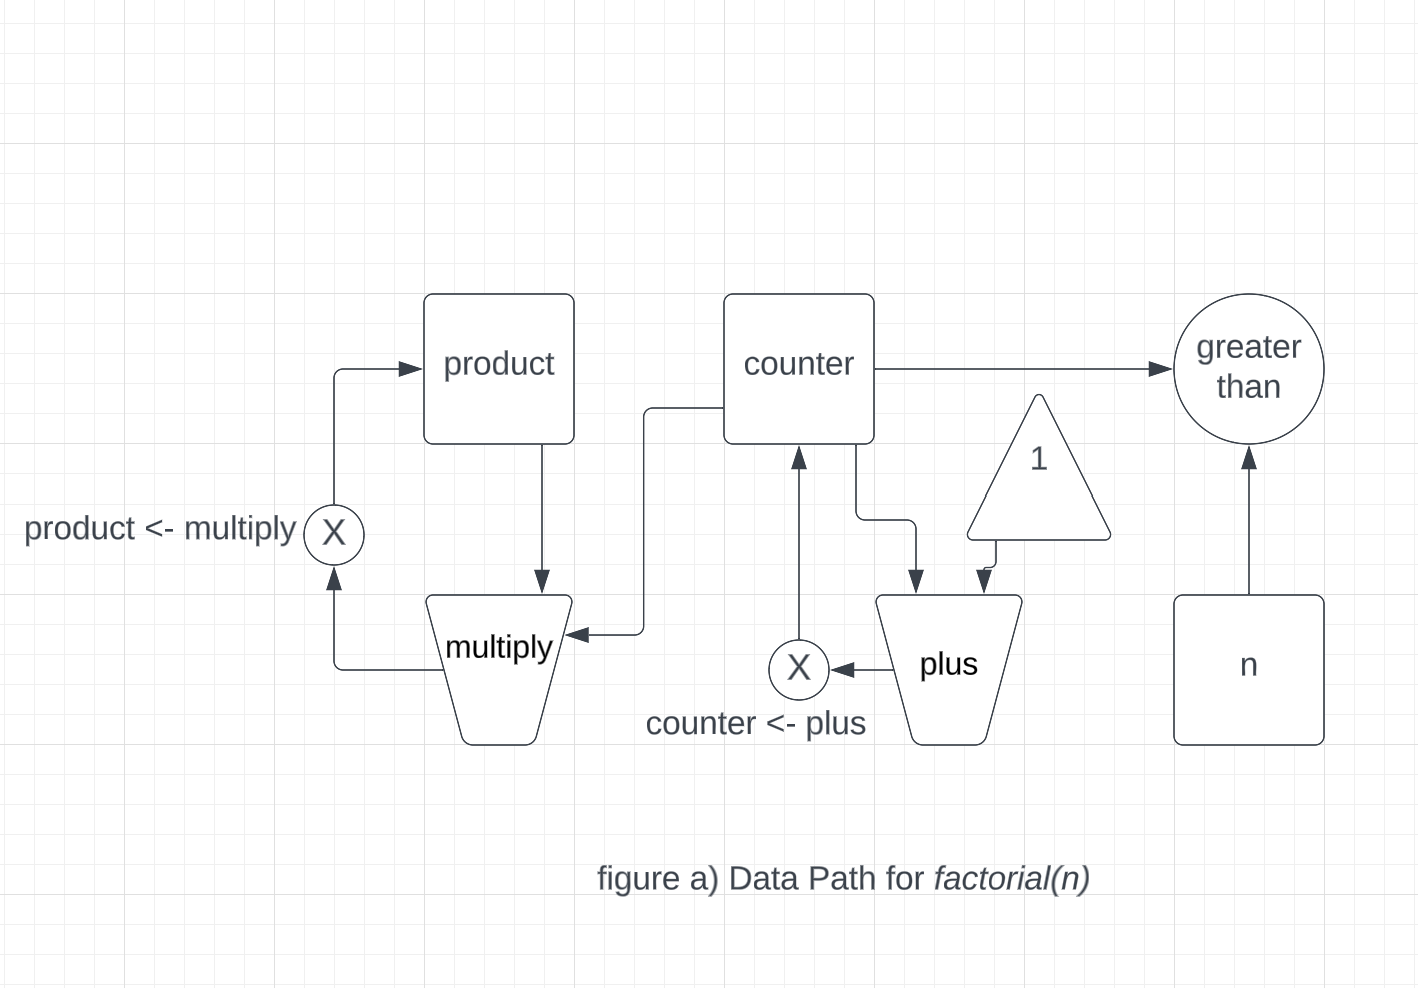 product
counter
greater
than
1
product <- multiply
X
multiply
X
plus
n
counter <- plus
figure a) Data Path for factorial(n)